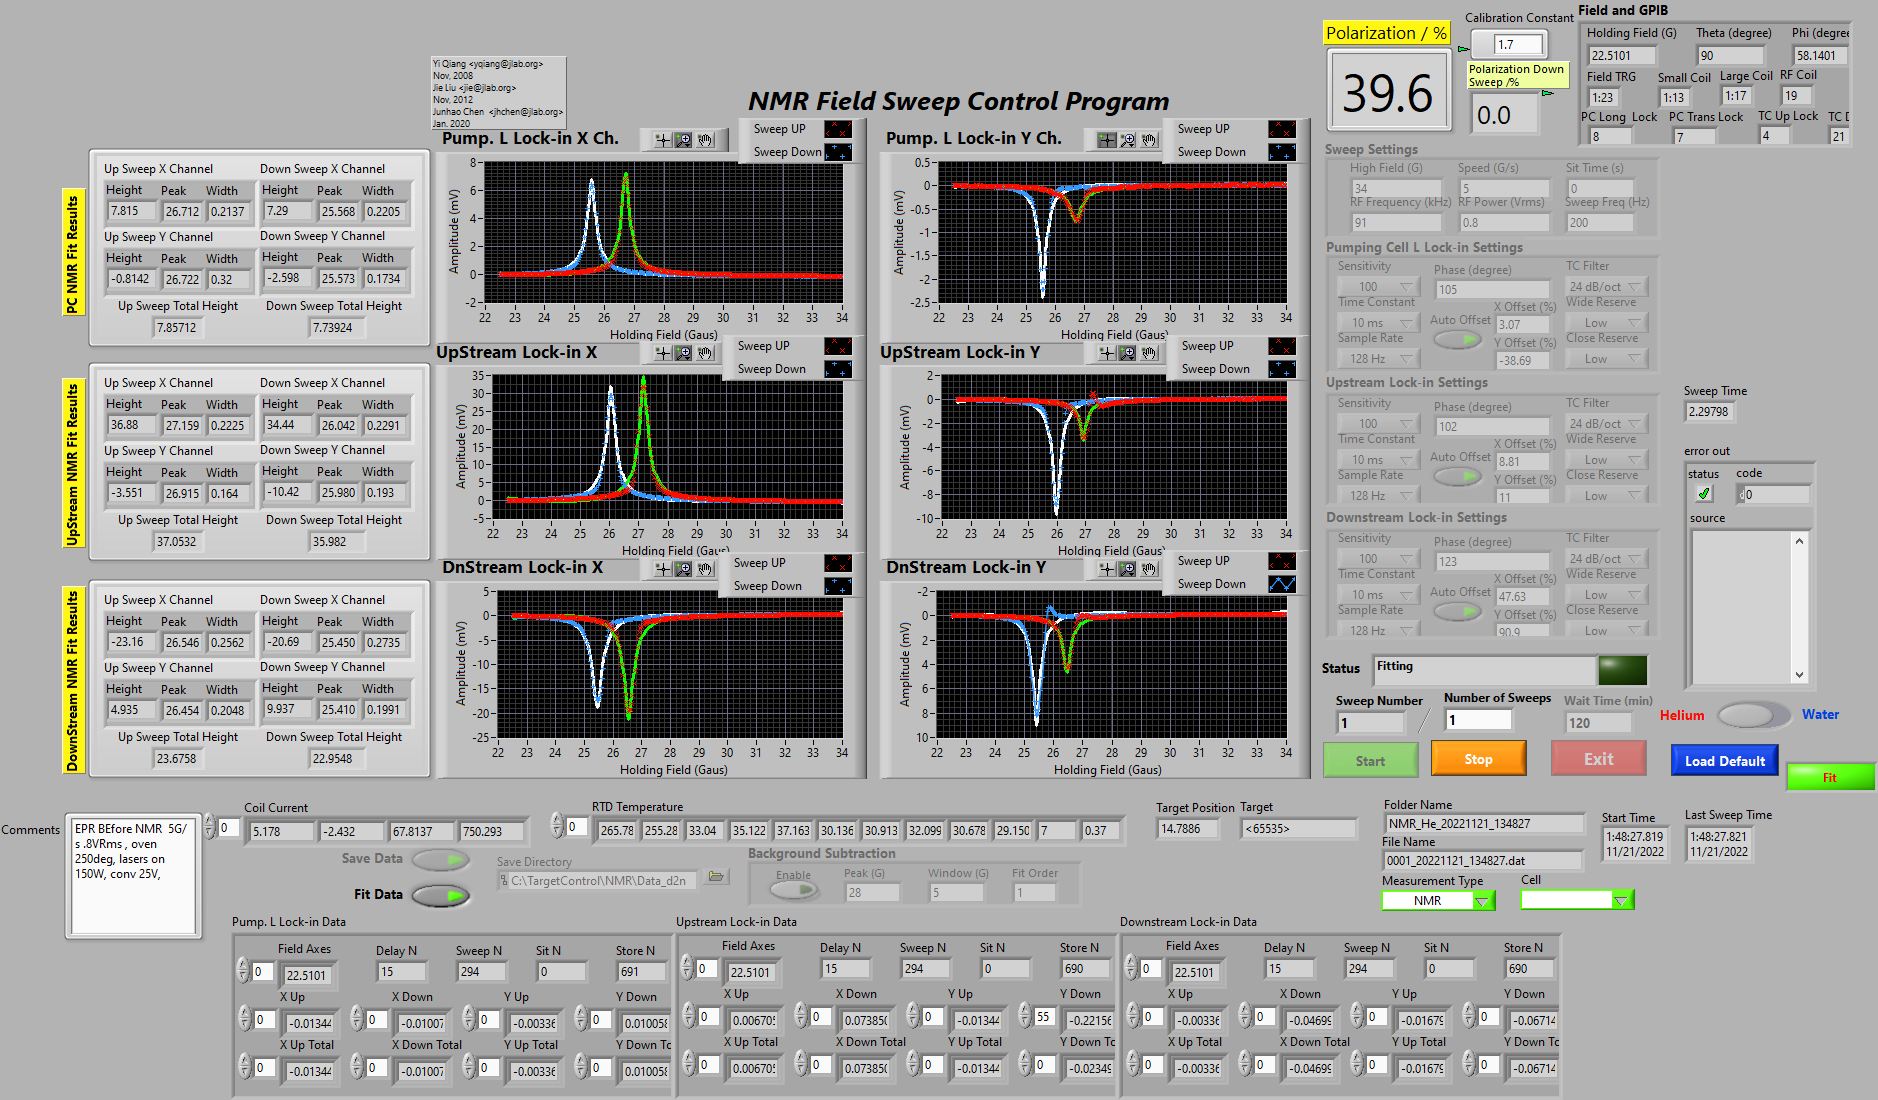 Yi Qiang <yqiang@jlab.org>
Nov, 2008
Jie Liu <jie@jlab.org>
Nov, 2012
Junhao Chen <jhchen@jlab.org>
Jan. 2020
NMR Field Sweep Control Program
Polarization / %
39.6
Calibration Constant
1.7
Polarization Down
Sweep /%
0.0
Field and GPIB
Holding Field (G) Theta (degree) Phi (degree
22.5101 90 58.1401
Field TRG Small Coil Large Coil RF Coil
1:23 1:13 1:17 19
PC Long Lock PC Trans Lock TC Up Lock TC D
8 7 4 21
PC NMR Fit Results
Up Sweep X Channel Down Sweep X Channel
Height Peak Width Height Peak Width
7.815 26.712 0.2137 7.29 25.568 0.2205
Up Sweep Y Channel Down Sweep Y Channel
Height Peak Width Height Peak Width
-0.8142 26.722 0.32 -2.598 25.573 0.1734
Up Sweep Total Height Down Sweep Total Height
7.85712 7.73924
UpStream NMR Fit Results
Up Sweep X Channel Down Sweep X Channel
Height Peak Width Height Peak Width
36.88 27.159 0.2225 34.44 26.042 0.2291
Up Sweep Y Channel Down Sweep Y Channel
Height Peak Width Height Peak Width
-3.551 26.915 0.164 -10.42 25.980 0.193
Up Sweep Total Height Down Sweep Total Height
37.0532 35.982
DownStream NMR Fit Results
Up Sweep X Channel Down Sweep X Channel
Height Peak Width Height Peak Width
-23.16 26.546 0.2562 -20.69 25.450 0.2735
Up Sweep Y Channel Down Sweep Y Channel
Height Peak Width Height Peak Width
4.935 26.454 0.2048 9.937 25.410 0.1991
Up Sweep Total Height Down Sweep Total Height
23.6758 22.9548
Pump. L Lock-in X Ch.
Sweep UP
Sweep Down
Amplitude (mV)
8
6
4
2
0
-2
22 23 24 25 26 27 28 29 30 31 32 33 34
Holding Field (Gaus)
Pump. L Lock-in Y Ch.
Sweep UP
Sweep Down
Amplitude (mV)
0.5
0
-0.5
-1
-1.5
-2
-2.5
22 23 24 25 26 27 28 29 30 31 32 33 34
Holding Field (Gaus)
UpStream Lock-in X
Sweep UP
Sweep Down
Amplitude (mV)
35
30
25
20
15
10
5
0
-5
22 23 24 25 26 27 28 29 30 31 32 33 34
Holding Field (Gaus)
UpStream Lock-in Y
Sweep UP
Sweep Down
Amplitude (mV)
2
0
-2
-4
-6
-8
-10
22 23 24 25 26 27 28 29 30 31 32 33 34
Holding Field (Gaus)
DnStream Lock-in X
Sweep UP
Sweep Down
Amplitude (mV)
5
0
-5
-10
-15
-20
-25
22 23 24 25 26 27 28 29 30 31 32 33 34
Holding Field (Gaus)
DnStream Lock-in Y
Sweep UP
Sweep Down
Amplitude (mV)
-2
0
2
4
6
8
10
22 23 24 25 26 27 28 29 30 31 32 33 34
Holding Field (Gaus)
Sweep Settings
High Field (G) Speed (G/s) Sit Time (s)
34 5 0
RF Frequency (kHz) RF Power (Vrms) Sweep Freq (Hz)
91 0.8 200
Pumping Cell L Lock-in Settings
Sensitivity Phase (degree) TC Filter
100 105 24 dB/oct
Time Constant X Offset (%) Wide Reserve
10 ms Auto Offset 3.07 Low
Sample Rate Y Offset (%) Close Reserve
128 Hz -38.69 Low
Upstream Lock-in Settings
Sensitivity Phase (degree) TC Filter
100 102 24 dB/oct
Time Constant X Offset (%) Wide Reserve
10 ms Auto Offset 8.81 Low
Sample Rate Y Offset (%) Close Reserve
128 Hz 11 Low
Downstream Lock-in Settings
Sensitivity Phase (degree) TC Filter
100 123 24 dB/oct
Time Constant X Offset (%) Wide Reserve
10 ms Auto Offset 47.63 Low
Sample Rate Y Offset (%) Close Reserve
128 Hz 90.9 Low
Sweep Time
2.29798
error out
status code
0
source
Status Fitting
Sweep Number Number of Sweeps Wait Time (min)
1 / 1 120
Helium Water
Start Stop Exit Load Default Fit
Comments
EPR BEfore NMR 5G/
s .8VRms , oven
250deg, lasers on
150W, conv 25V,
Coil Current
0 5.178 -2.432 67.8137 750.293
RTD Temperature
0 265.78 255.28 33.04 35.122 37.163 30.136 30.913 32.099 30.678 29.150 7 0.37
Target Position Target
14.7886 <65535>
Folder Name
NMR_He_20221121_134827
File Name
0001_20221121_134827.dat
Start Time
1:48:27.819
11/21/2022
Last Sweep Time
1:48:27.821
11/21/2022
Measurement Type Cell
NMR
Save Data
Fit Data
Save Directory
C:\TargetControl\NMR\Data_d2n
Background Subtraction
Enable Peak (G) Window (G) Fit Order
28 5 1
Pump. L Lock-in Data
Field Axes Delay N Sweep N Sit N Store N
0 22.5101 15 294 0 691
X Up X Down Y Up Y Down
0 -0.01344 0 -0.01007 0 -0.00336 0 0.010058
X Up Total X Down Total Y Up Total Y Down To
0 -0.01344 0 -0.01007 0 -0.00336 0 0.010058
Upstream Lock-in Data
Field Axes Delay N Sweep N Sit N Store N
0 22.5101 15 294 0 690
X Up X Down Y Up Y Down
0 0.006705 0 0.073850 0 -0.01344 55 -0.22156
X Up Total X Down Total Y Up Total Y Down Tc
0 0.006705 0 0.073850 0 -0.01344 0 -0.02349
Downstream Lock-in Data
Field Axes Delay N Sweep N Sit N Store N
0 22.5101 15 294 0 690
X Up X Down Y Up Y Down
0 -0.00336 0 -0.04699 0 -0.01679 0 -0.06714
X Up Total X Down Total Y Up Total Y Down Tc
0 -0.00336 0 -0.04699 0 -0.01679 0 -0.06714